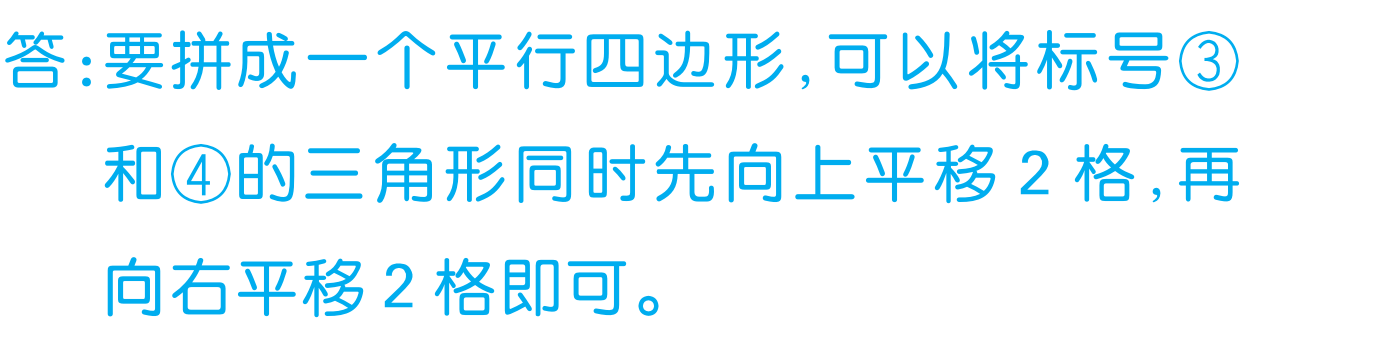 答:要拼成一个平行四边形,可以将标号③
和④的三角形同时先向上平移2格,再
向右平移2格即可。